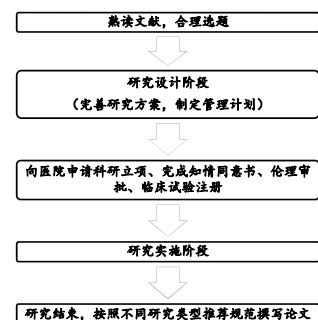 熟读文献，合理选题
研究设计阶段
（完善研究方案，制定管理计划）
向医院申请科研立项、完成知情同意书、伦理审
批、临床试验注册
研究实施阶段
研究结束，按照不同研究类型推荐规范撰写论文